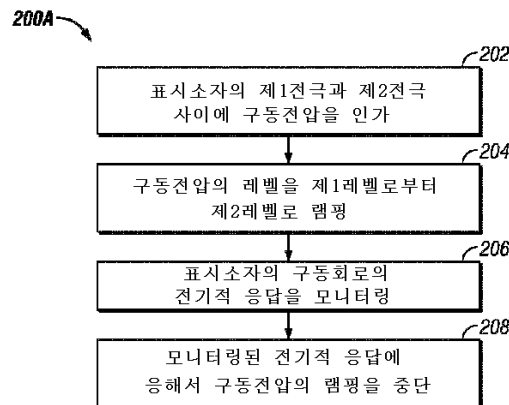 200A
202
표시소자의 제1전극과 제2전극
사이에 구동전압을 인가
204
구동전압의 레벨을 제1레벨로부터
제2레벨로 램핑
206
표시소자의 구동회로의
전기적 응답을 모니터링
208
모니터링된 전기적 응답에
응해서 구동전압의 램핑을 중단